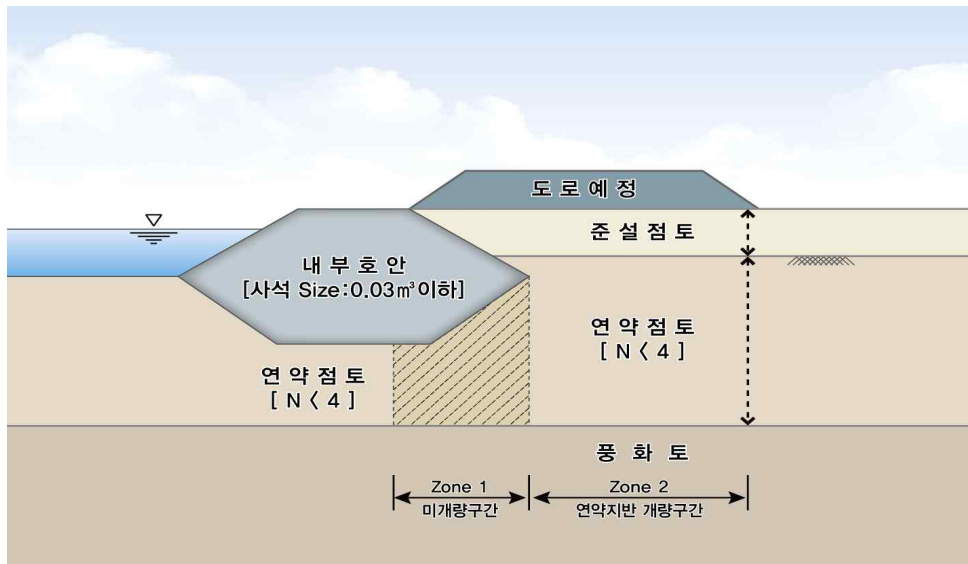 도로예정
준설점토
내부호안
[사석 Size:0.03㎥이하]
연약점토
[ N < 4 ]
연약점토
[ N < 4 ]
풍화토
Zone 1
미개량구간
Zone 2
연약지반 개량구간